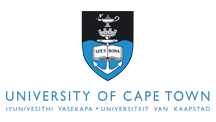 SPES BONA
UNIVERSITY OF CAPE TOWN
IYUNIVESITHI YASEKAPA • UNIVERSITEIT VAN KAAPSTAD